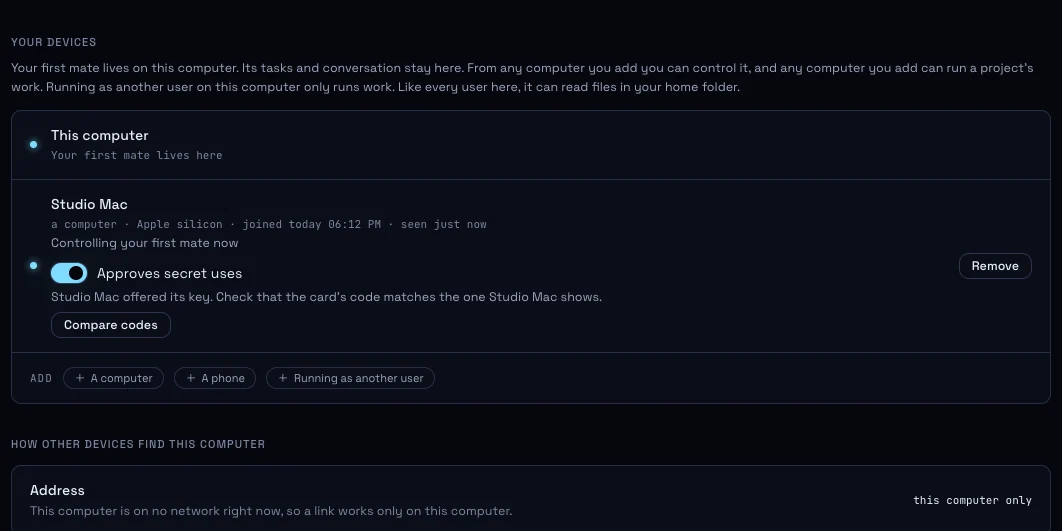 YOUR DEVICES
Your first mate lives on this computer. Its tasks and conversation stay here. From any computer you add you can control it, and any computer you add can run a project's
work. Running as another user on this computer only runs work. Like every user here, it can read files in your home folder.
This computer
Your first mate lives here
Studio Mac
a computer · Apple silicon · joined today 06:12 PM · seen just now
Controlling your first mate now
Approves secret uses
Remove
Studio Mac offered its key. Check that the card's code matches the one Studio Mac shows.
Compare codes
ADD + A computer + A phone + Running as another user
HOW OTHER DEVICES FIND THIS COMPUTER
Address
this computer only
This computer is on no network right now, so a link works only on this computer.